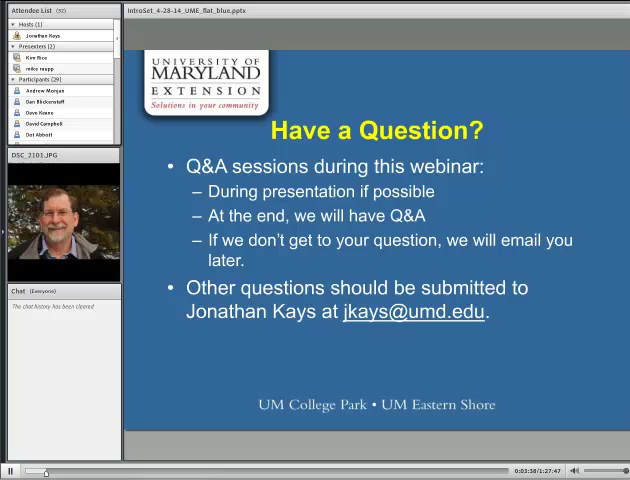 Attendee List (32)
IntroSet_4-28-14_UME_flat_blue.pptx
Hosts (1)
Jonathan Kays
Presenters (2)
Kim Rice
mike raupp
Participants (29)
Andrew Monjan
Dan Blickenstaff
Dave Keane
David Campbell
Dot Abbott
DSC_2101.JPG
Chat (Everyone)
The chat history has been cleared
UNIVERSITY OF
MARYLAND
EXTENSION
Solutions in your community
Have a Question?
• Q&A sessions during this webinar:
– During presentation if possible
– At the end, we will have Q&A
– If we don't get to your question, we will email you
later.
• Other questions should be submitted to
Jonathan Kays at jkays@umd.edu.
UM College Park • UM Eastern Shore
0:03:38/1:27:47